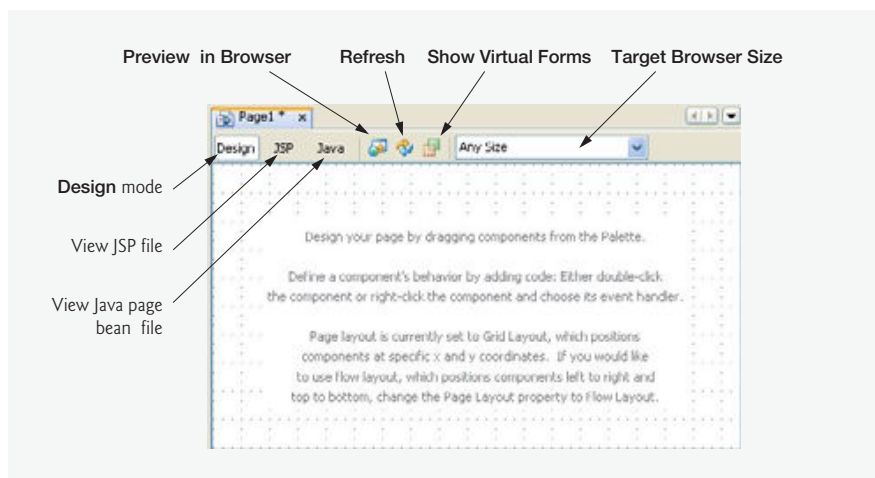 Preview in Browser Refresh Show Virtual Forms Target Browser Size
Page1 * x
Design JSP Java Any Size
Design mode
View JSP file
View Java page
bean file
Design your page by dragging components from the Palette.
Define a component's behavior by adding code: Either double-click
the component or right-click the component and choose its event handler.
Page layout is currently set to Grid Layout, which positions
components at specific x and y coordinates. If you would like
to use flow layout, which positions components left to right and
top to bottom, change the Page Layout property to Flow Layout.